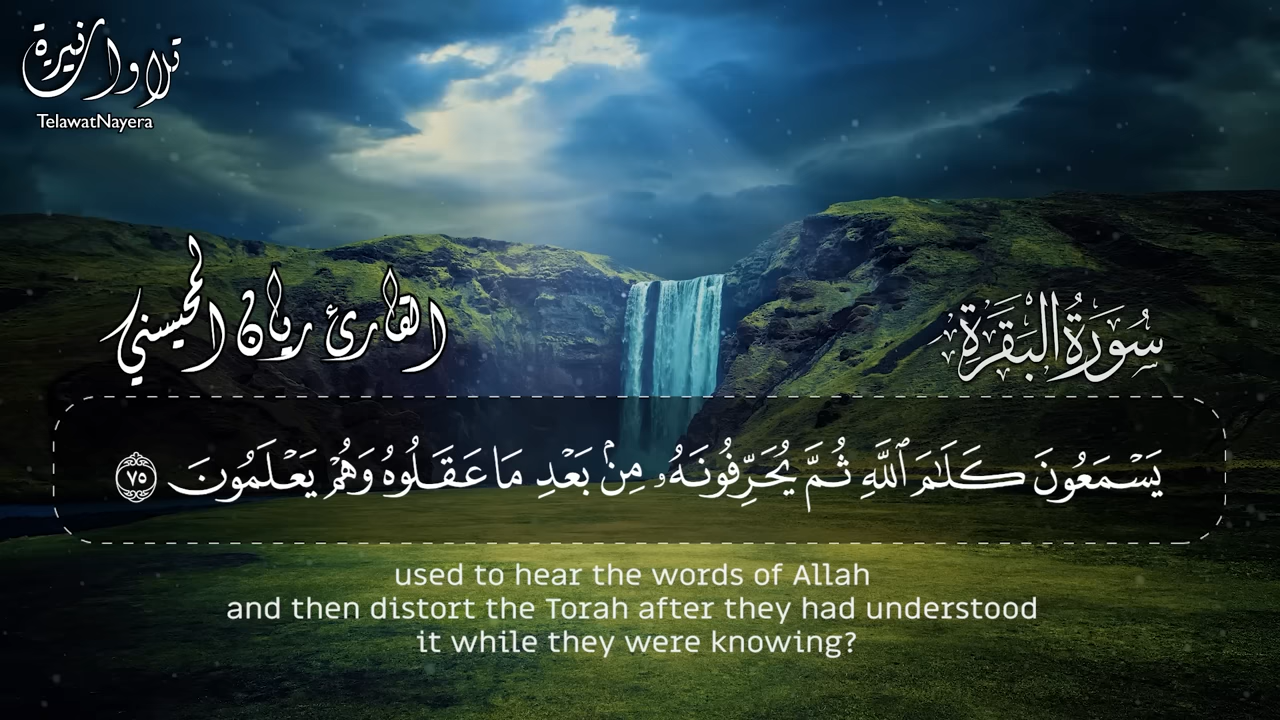 تلاوات نيرة
TelawatNayera
سُورَةُ البَقَرَةِ
القارئ ريان المحيسني
يَسْمَعُونَ كَلَـٰمَ ٱللَّهِ ثُمَّ يُحَرِّفُونَهُۥ مِنۢ بَعْدِ مَا عَقَلُوهُ وَهُمْ يَعْلَمُونَ ٧٥
used to hear the words of Allah
and then distort the Torah after they had understood
it while they were knowing?